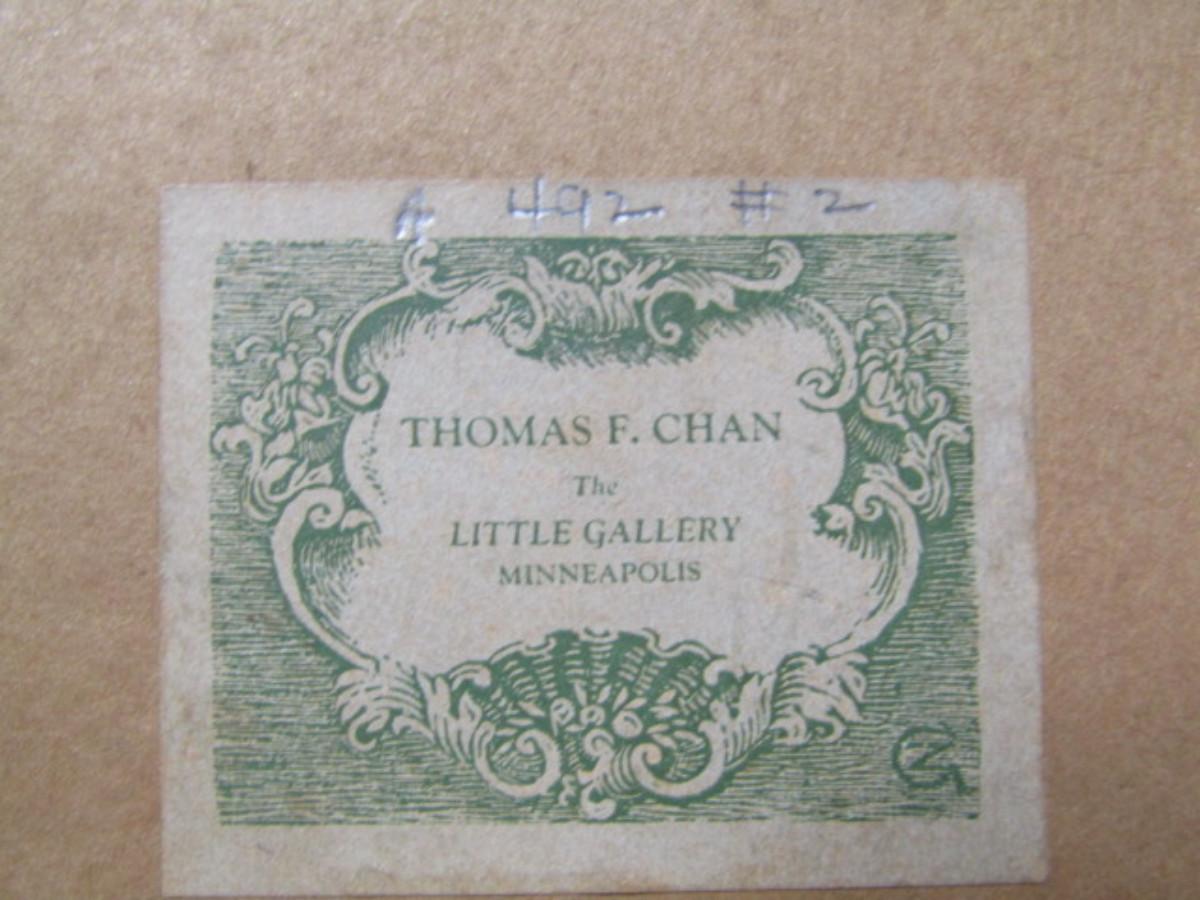 A 492 #2
THOMAS F. CHAN
The
LITTLE GALLERY
MINNEAPOLIS